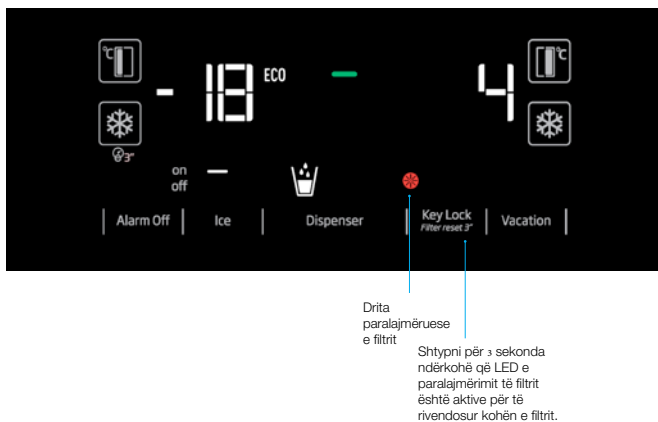 °C °C
- 18 ECO 4
3"
on
off
Alarm Off Ice Dispenser Key Lock Vacation
Filter reset 3"
Drita
paralajmëruese
e filtrit
Shtypni për 3 sekonda
ndërkohë që LED e
paralajmërimit të filtrit
është aktive për të
rivendosur kohën e filtrit.